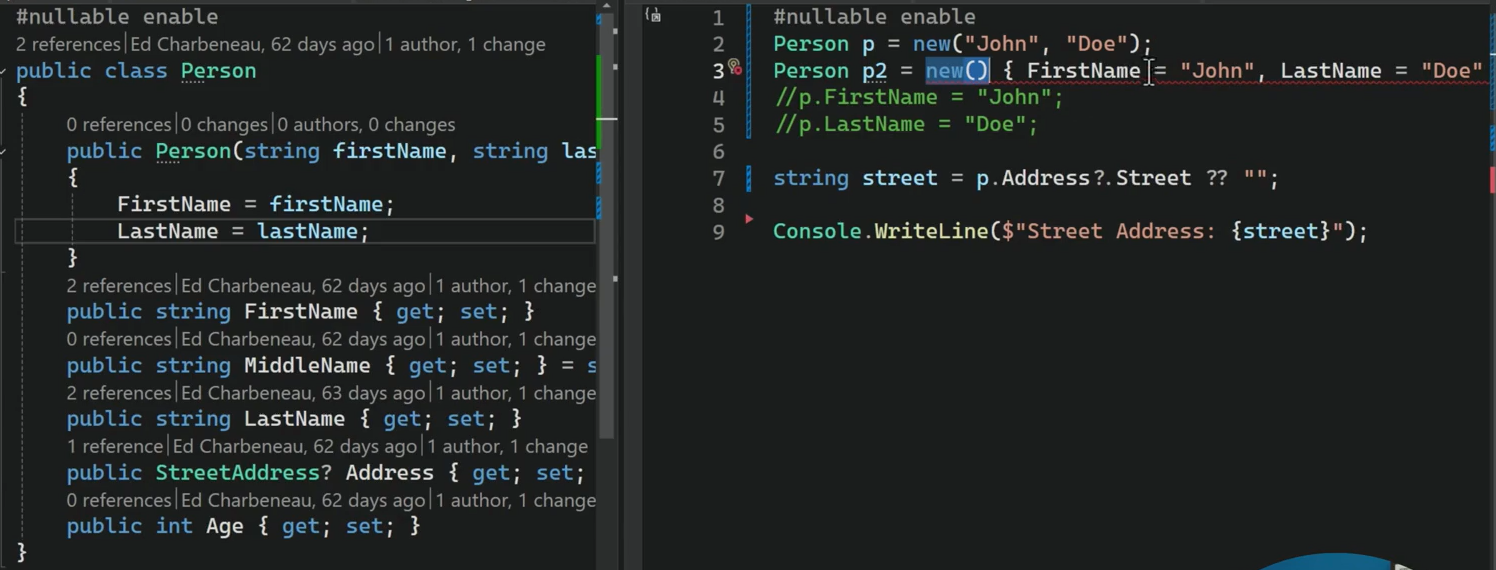 #nullable enable
2 references|Ed Charbeneau, 62 days ago|1 author, 1 change
public class Person
{
0 references|0 changes|0 authors, 0 changes
public Person(string firstName, string las
{
FirstName = firstName;
LastName = lastName;
}
2 references|Ed Charbeneau, 62 days ago|1 author, 1 change
public string FirstName { get; set; }
0 references|Ed Charbeneau, 62 days ago|1 author, 1 change
public string MiddleName { get; set; } = s
2 references|Ed Charbeneau, 63 days ago|1 author, 1 change
public string LastName { get; set; }
1 reference|Ed Charbeneau, 62 days ago|1 author, 1 change
public StreetAddress? Address { get; set;
0 references|Ed Charbeneau, 62 days ago|1 author, 1 change
public int Age { get; set; }
}
1 #nullable enable
2 Person p = new("John", "Doe");
3 Person p2 = new() { FirstName = "John", LastName = "Doe"
4 //p.FirstName = "John";
5 //p.LastName = "Doe";
6
7 string street = p.Address?.Street ?? "";
8
9 Console.WriteLine($"Street Address: {street}");